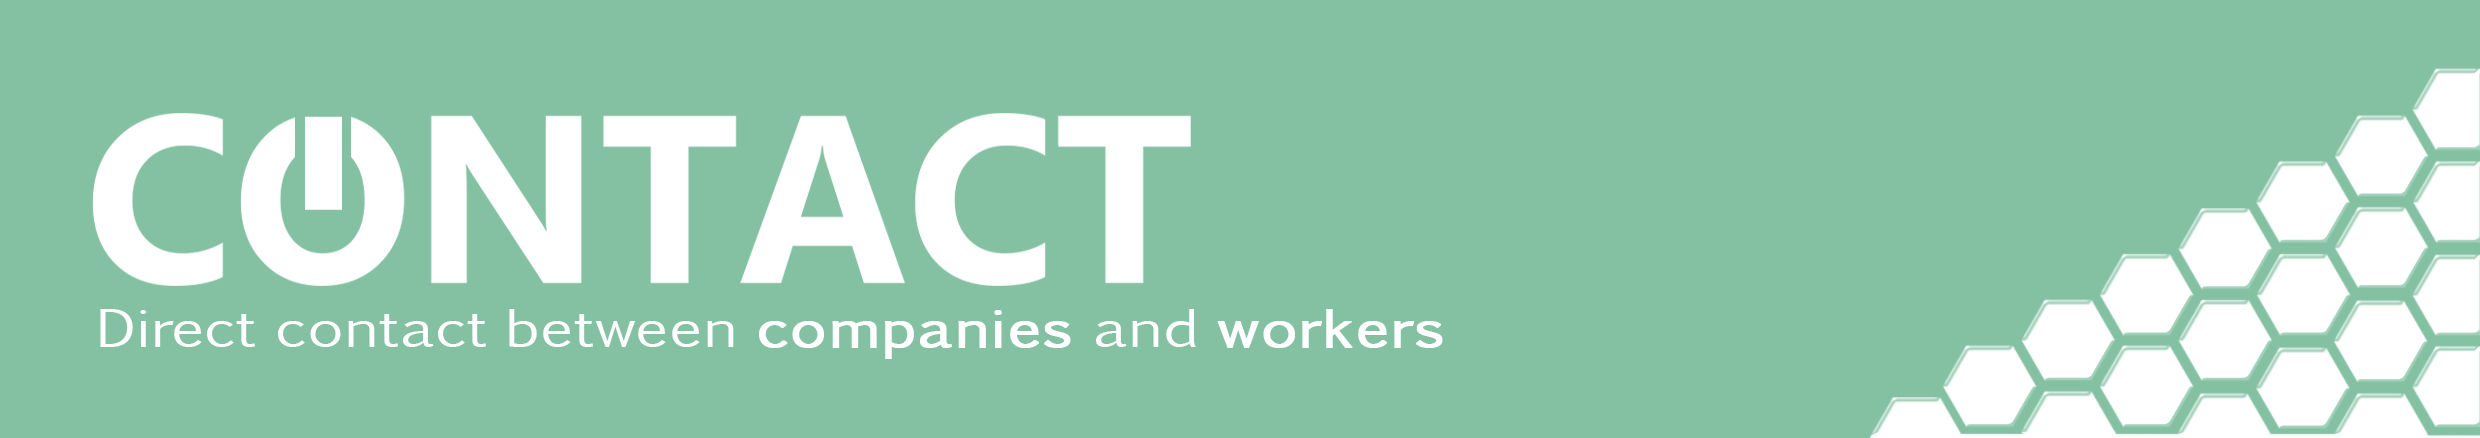 CONTACT
Direct contact between companies and workers